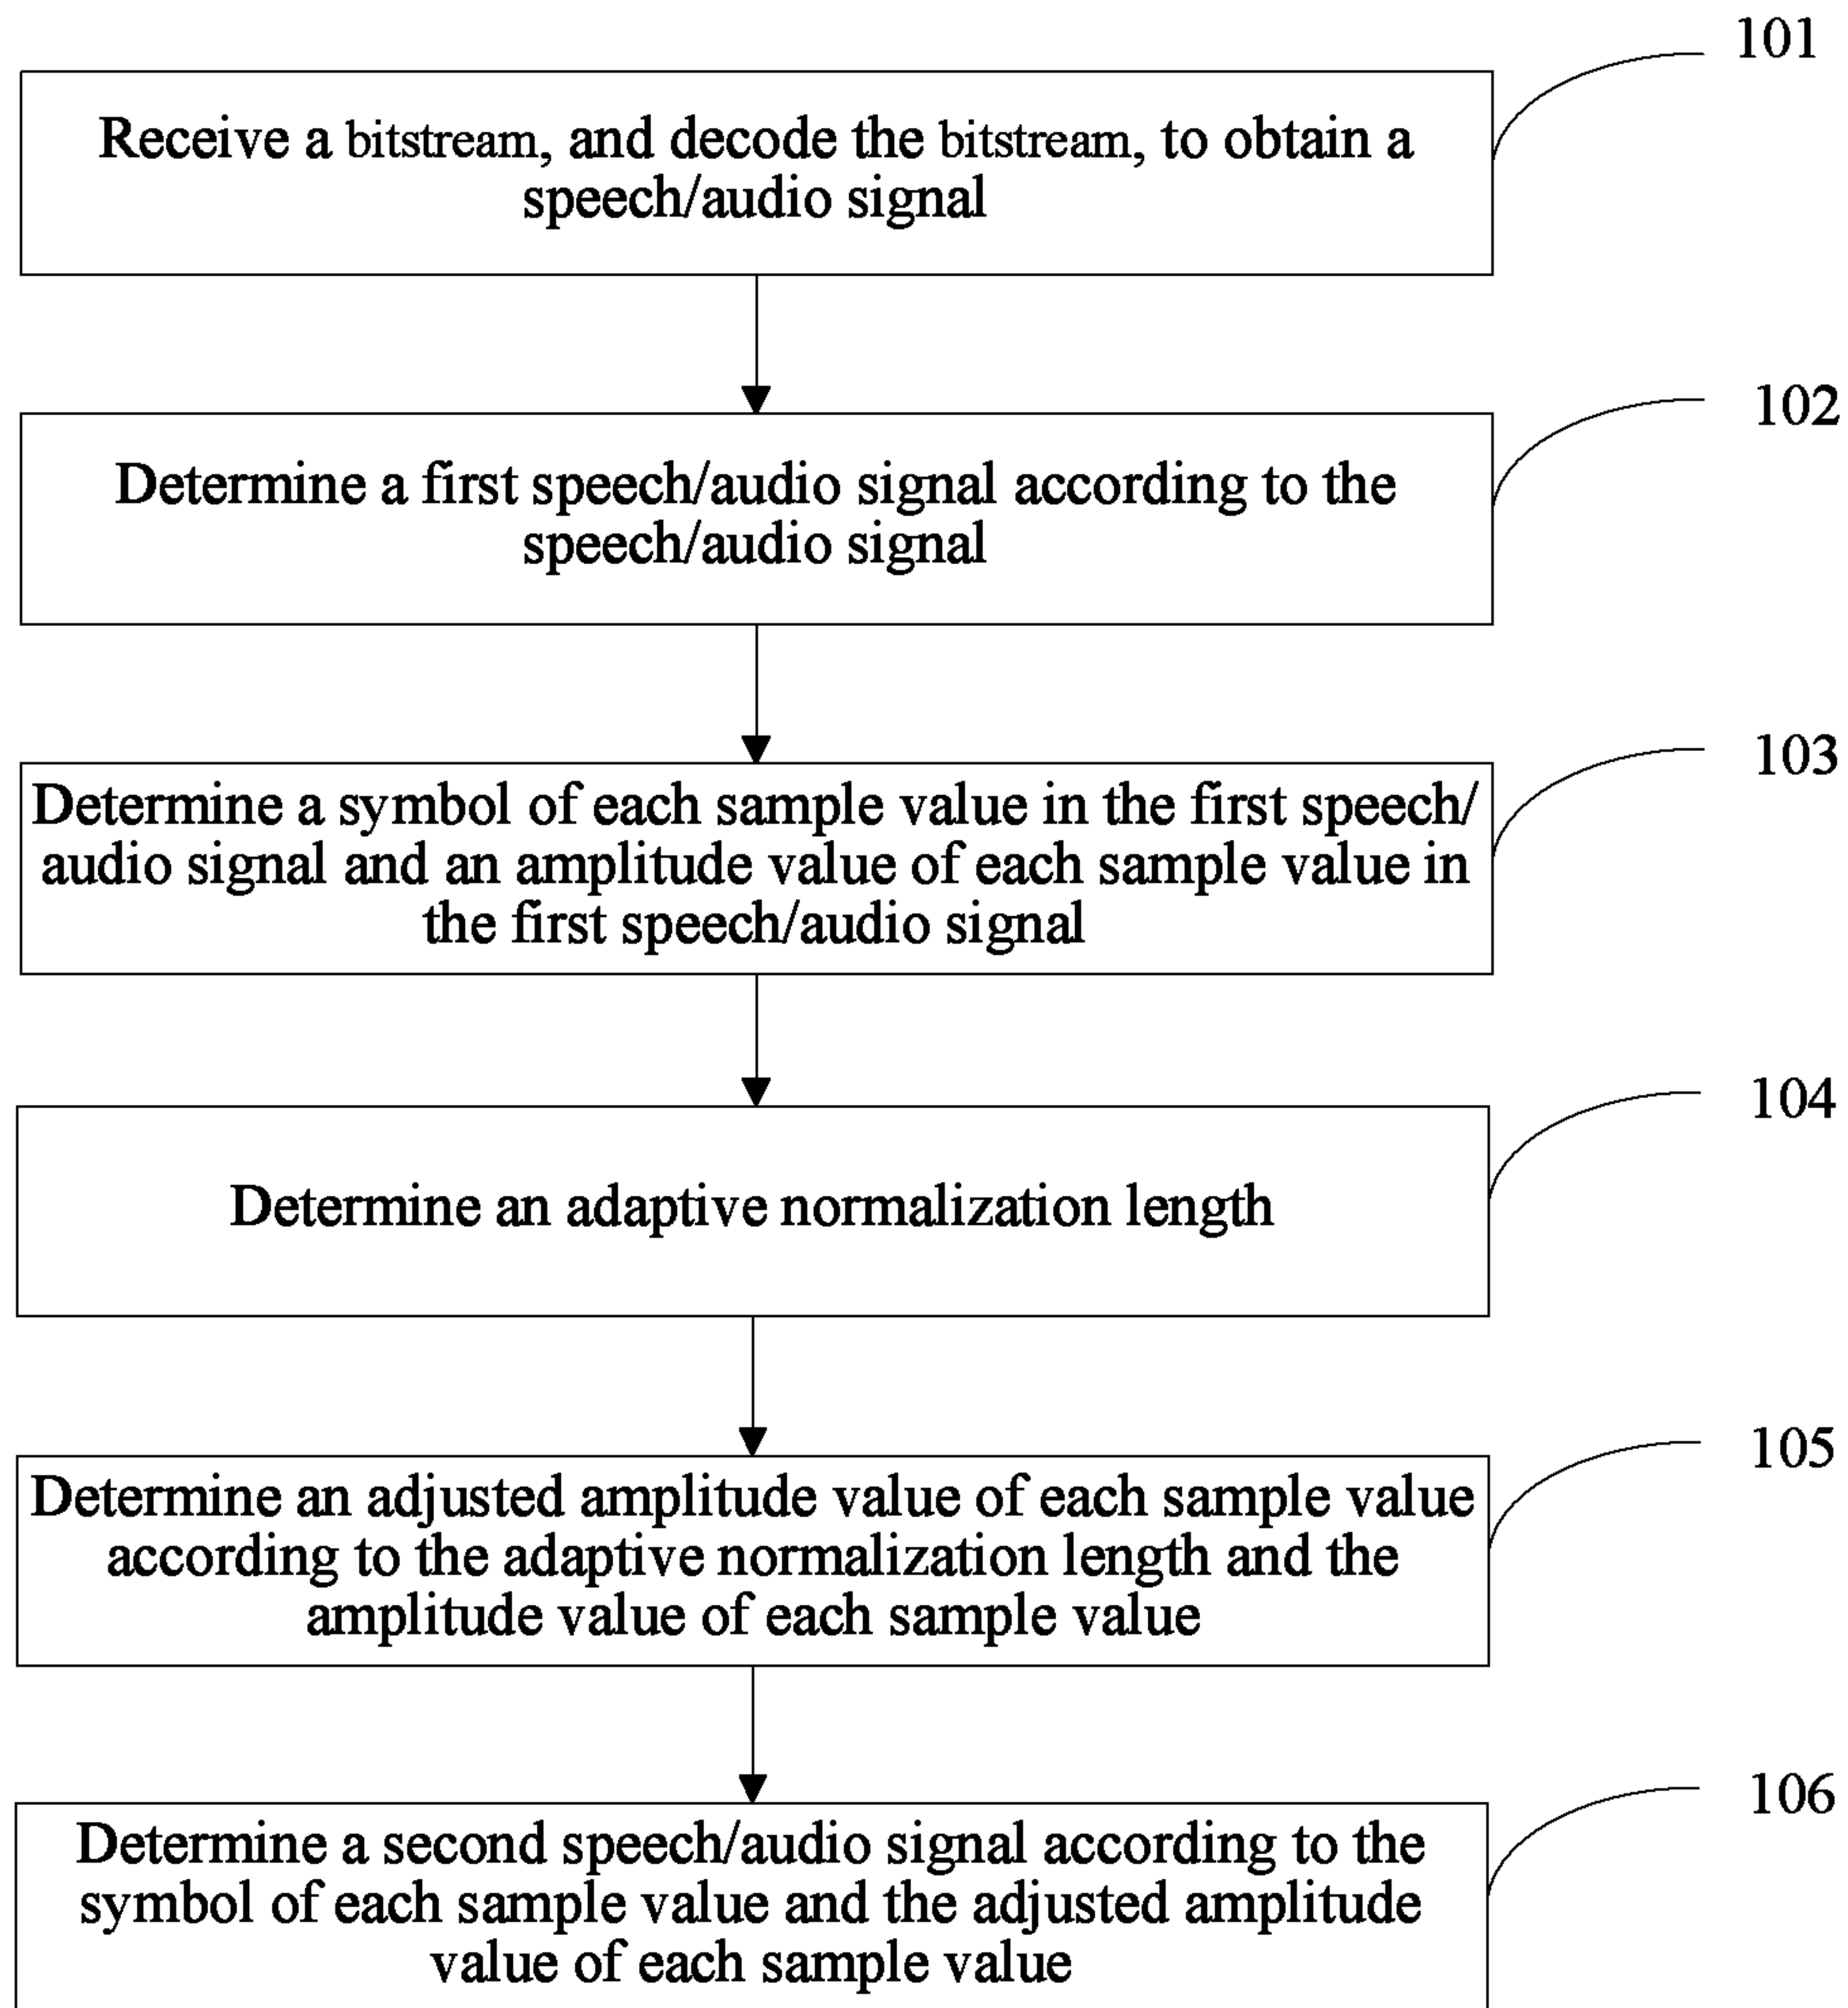 101
Receive a bitstream, and decode the bitstream, to obtain a
speech/audio signal
102
Determine a first speech/audio signal according to the
speech/audio signal
103
Determine a symbol of each sample value in the first speech/
audio signal and an amplitude value of each sample value in
the first speech/audio signal
104
Determine an adaptive normalization length
105
Determine an adjusted amplitude value of each sample value
according to the adaptive normalization length and the
amplitude value of each sample value
106
Determine a second speech/audio signal according to the
symbol of each sample value and the adjusted amplitude
value of each sample value